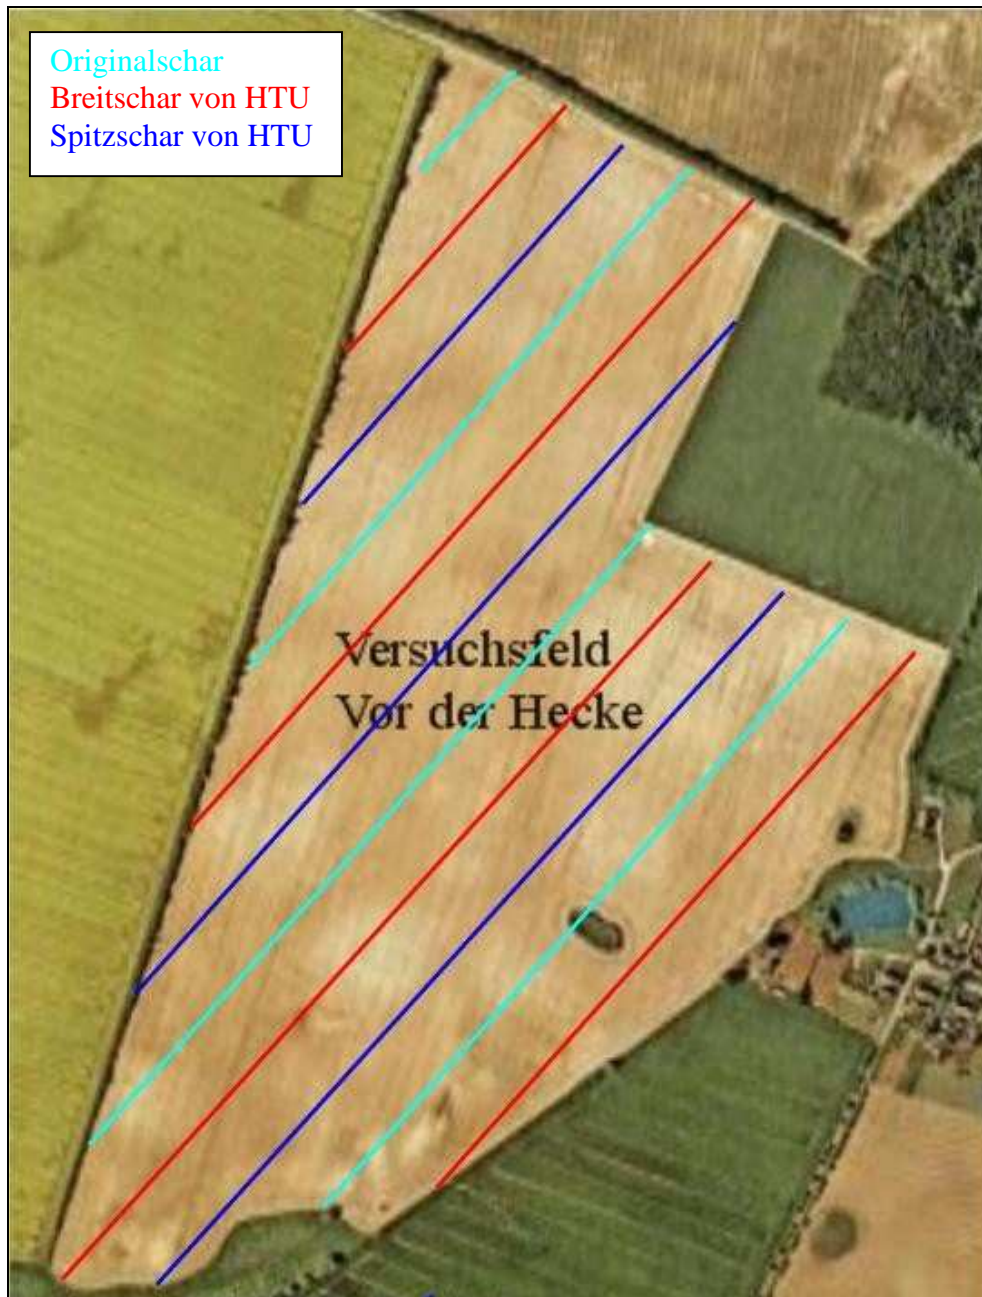 Originalschar
Breitschar von HTU
Spitzschar von HTU
Versuchsfeld
Vor der Hecke